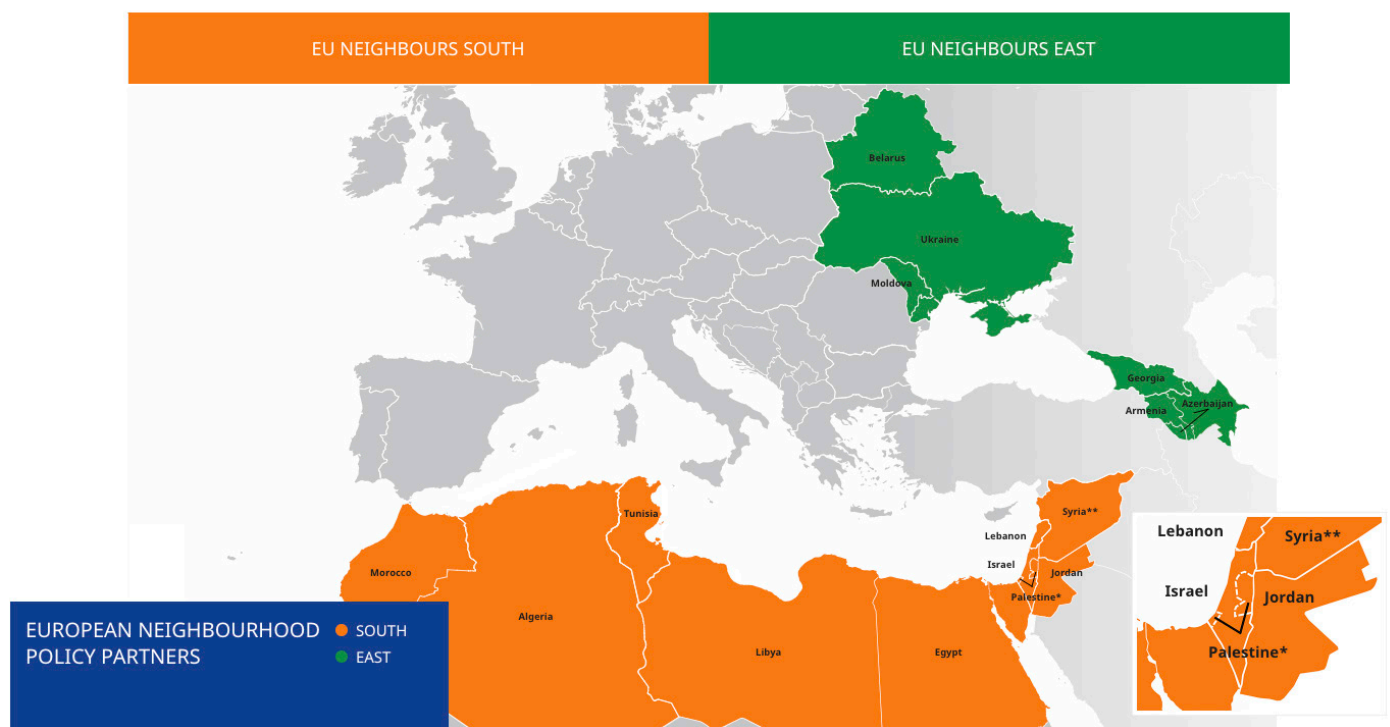 EU NEIGHBOURS SOUTH
EU NEIGHBOURS EAST
Belarus
Ukraine
Moldova
Georgia
Armenia
Azerbaijan
Tunisia
Syria**
Lebanon
Israel
Jordan
Palestine*
Morocco
Algeria
Libya
Egypt
Lebanon
Syria**
Israel
Jordan
Palestine*
EUROPEAN NEIGHBOURHOOD
POLICY PARTNERS
SOUTH
EAST